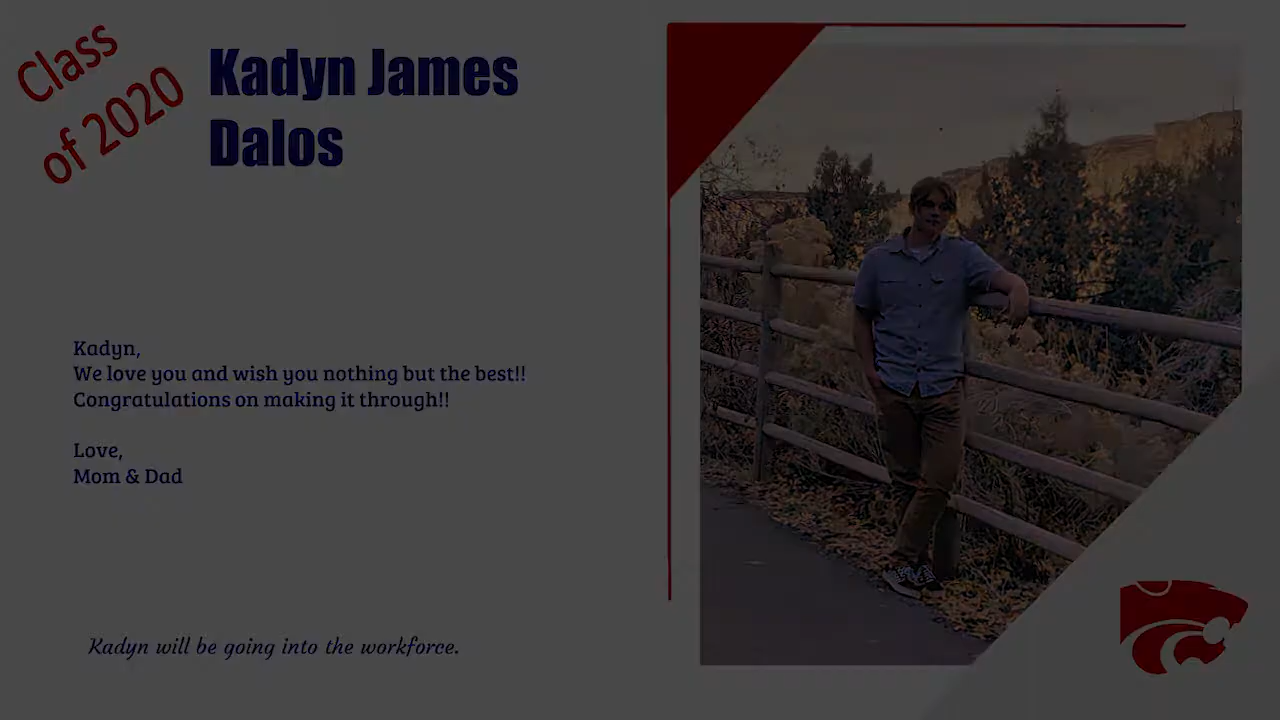 Class
of 2020
Kadyn James
Dalos
Kadyn,
We love you and wish you nothing but the best!!
Congratulations on making it through!!
Love,
Mom & Dad
Kadyn will be going into the workforce.